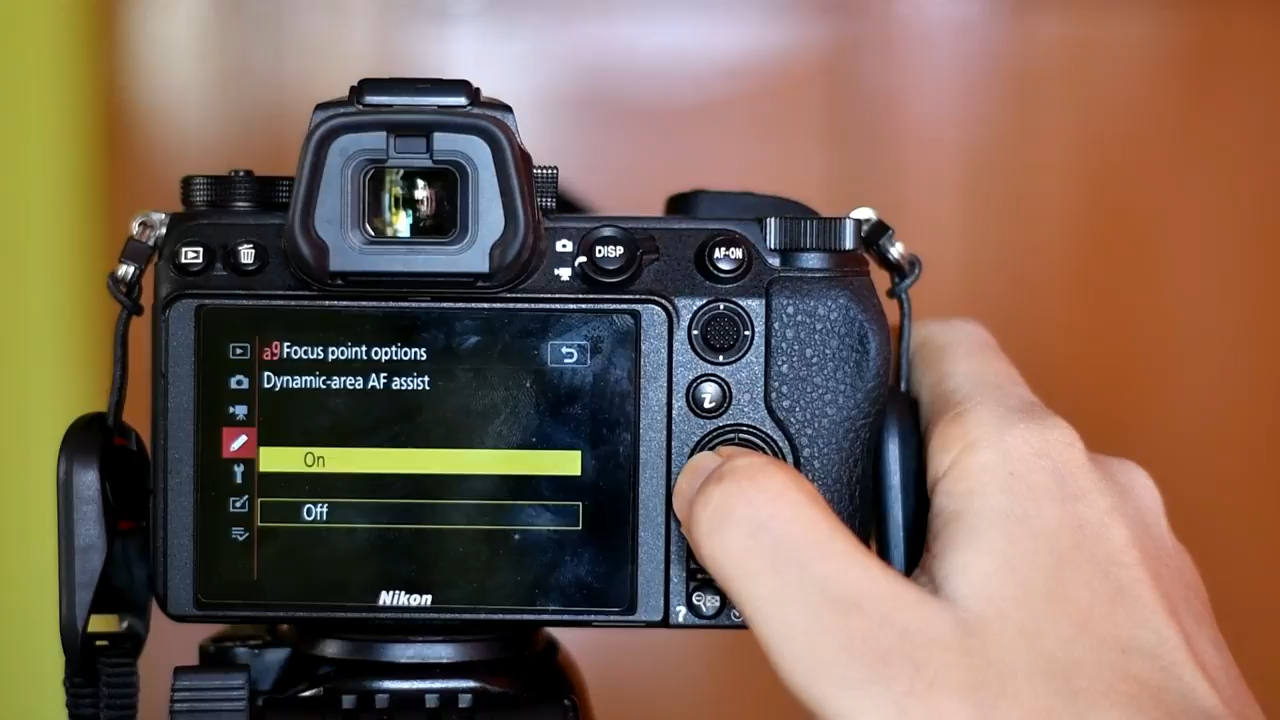 DISP
AF-ON
a9 Focus point options
Dynamic-area AF assist
i
On
Off
Nikon
?